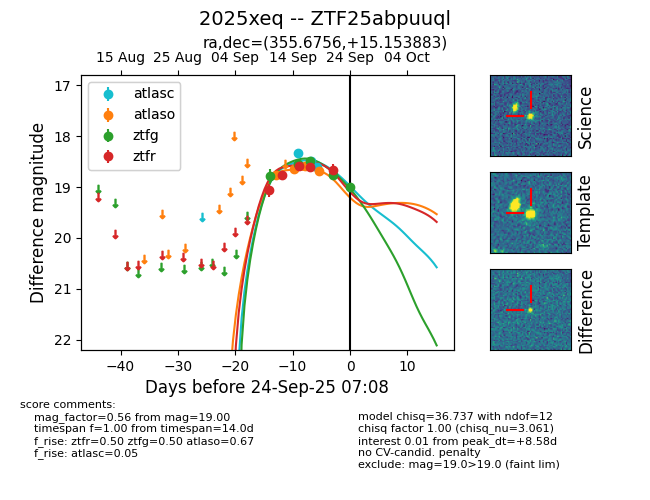 2025xeq -- ZTF25abpuuql
ra,dec=(355.6756,+15.153883)
15 Aug 25 Aug 04 Sep 14 Sep 24 Sep 04 Oct
atlasc
atlaso
ztfg
ztfr
17
18
19
20
21
22
Difference magnitude
−40 −30 −20 −10 0 10
Days before 24-Sep-25 07:08
Science
Template
Difference
score comments:
mag_factor=0.56 from mag=19.00
timespan f=1.00 from timespan=14.0d
f_rise: ztfr=0.50 ztfg=0.50 atlaso=0.67
f_rise: atlasc=0.05
model chisq=36.737 with ndof=12
chisq factor 1.00 (chisq_nu=3.061)
interest 0.01 from peak_dt=+8.58d
no CV-candid. penalty
exclude: mag=19.0>19.0 (faint lim)